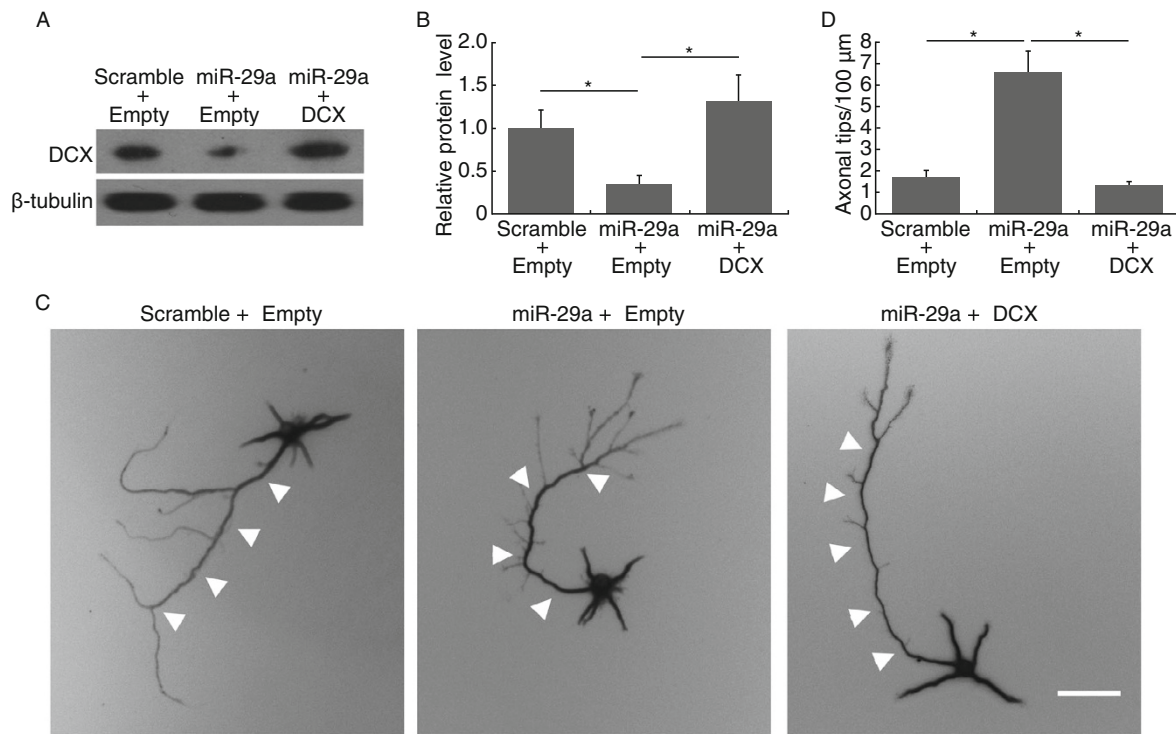 A
Scramble
+
Empty
miR-29a
+
Empty
miR-29a
+
DCX
DCX
β-tubulin
B
Relative protein level
2.0
1.5
1.0
0.5
0
*
*
Scramble
+
Empty
miR-29a
+
Empty
miR-29a
+
DCX
D
Axonal tips/100 μm
8
7
6
5
4
3
2
1
0
*
*
Scramble
+
Empty
miR-29a
+
Empty
miR-29a
+
DCX
C
Scramble + Empty
miR-29a + Empty
miR-29a + DCX